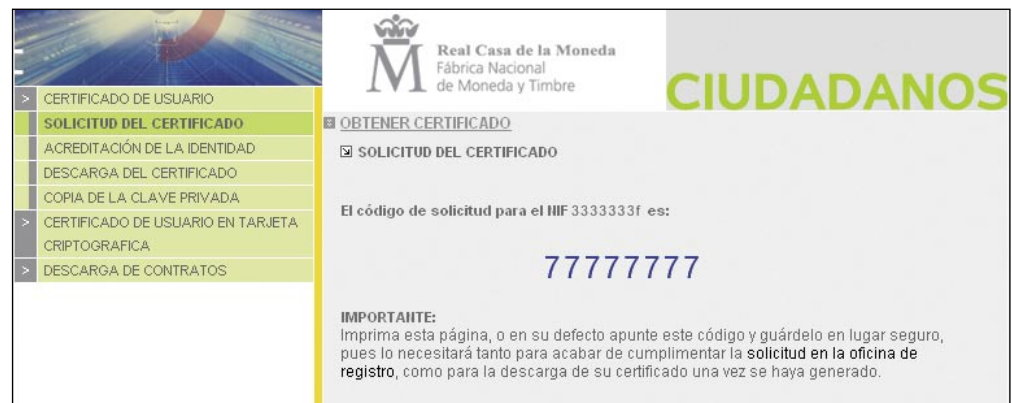 Real Casa de la Moneda
Fábrica Nacional
de Moneda y Timbre
CIUDADANOS
> CERTIFICADO DE USUARIO
SOLICITUD DEL CERTIFICADO
ACREDITACIÓN DE LA IDENTIDAD
DESCARGA DEL CERTIFICADO
COPIA DE LA CLAVE PRIVADA
> CERTIFICADO DE USUARIO EN TARJETA
CRIPTOGRAFICA
> DESCARGA DE CONTRATOS
OBTENER CERTIFICADO
SOLICITUD DEL CERTIFICADO
El código de solicitud para el NIF 3333333f es:
77777777
IMPORTANTE:
Imprima esta página, o en su defecto apunte este código y guárdelo en lugar seguro,
pues lo necesitará tanto para acabar de cumplimentar la solicitud en la oficina de
registro, como para la descarga de su certificado una vez se haya generado.